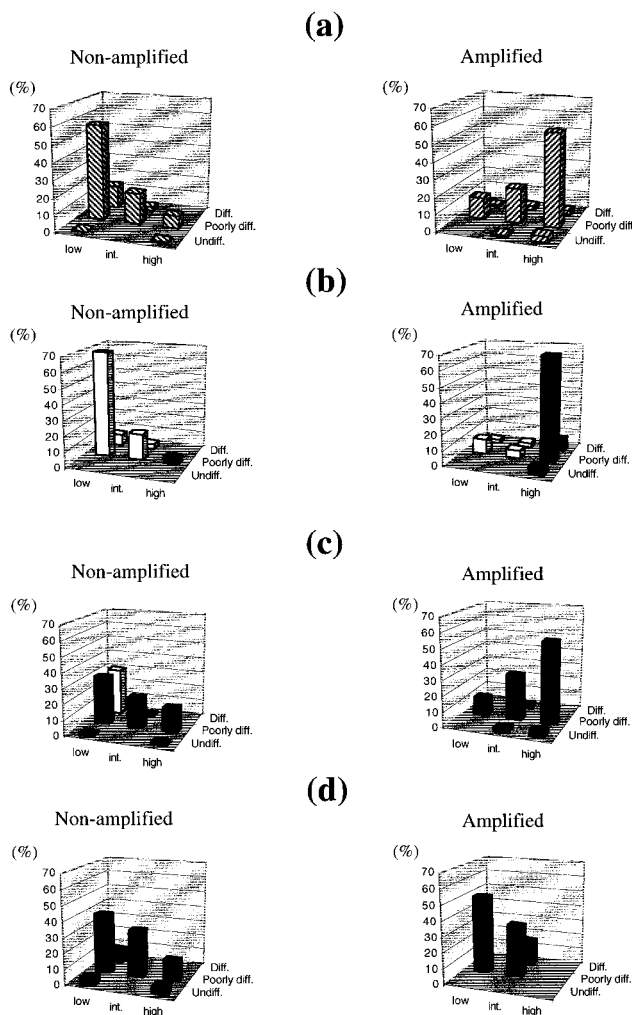 (a)
Non-amplified Amplified
(%) (%)
70 70
60 60
50 50
40 40
30 30
20 20
10 10
0 0
Diff. Diff.
Poorly diff. Poorly diff.
Undiff. Undiff.
low int. high low int. high
(b)
Non-amplified Amplified
(%) (%)
70 70
60 60
50 50
40 40
30 30
20 20
10 10
0 0
Diff. Diff.
Poorly diff. Poorly diff.
Undiff. Undiff.
low int. high low int. high
(c)
Non-amplified Amplified
(%) (%)
70 70
60 60
50 50
40 40
30 30
20 20
10 10
0 0
Diff. Diff.
Poorly diff. Poorly diff.
Undiff. Undiff.
low int. high low int. high
(d)
Non-amplified Amplified
(%) (%)
70 70
60 60
50 50
40 40
30 30
20 20
10 10
0 0
Diff. Diff.
Poorly diff. Poorly diff.
Undiff. Undiff.
low int. high low int. high